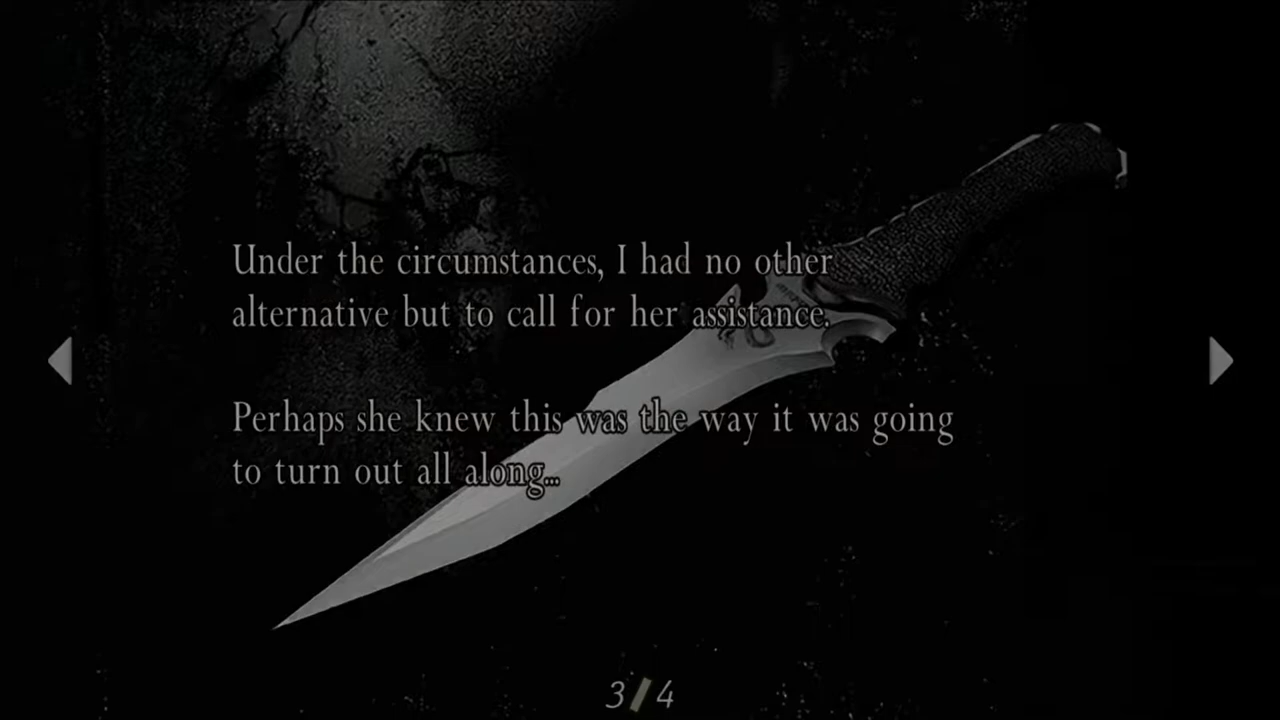 Under the circumstances, I had no other
alternative but to call for her assistance.
Perhaps she knew this was the way it was going
to turn out all along...
3/4